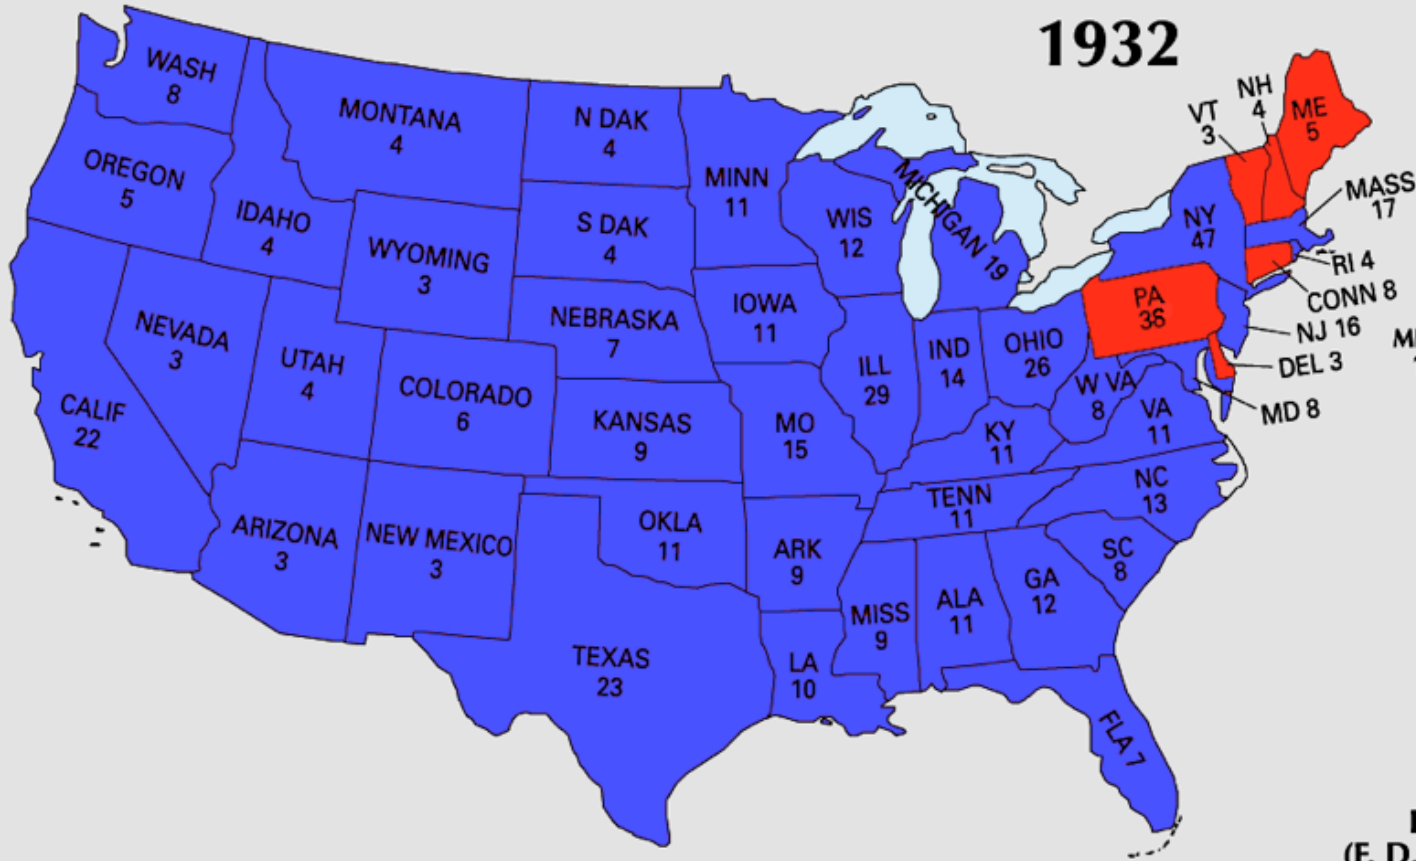 1932
WASH
8
OREGON
5
CALIF
22
NEVADA
3
IDAHO
4
MONTANA
4
WYOMING
3
UTAH
4
COLORADO
6
ARIZONA
3
NEW MEXICO
3
N DAK
4
S DAK
4
NEBRASKA
7
KANSAS
9
OKLA
11
TEXAS
23
MINN
11
IOWA
11
MO
15
ARK
9
LA
10
WIS
12
ILL
29
MICHIGAN 19
IND
14
OHIO
26
KY
11
TENN
11
MISS
9
ALA
11
GA
12
FLA 7
SC
8
NC
13
VA
11
W VA
8
PA
36
NY
47
VT
3
NH
4
ME
5
MASS
17
RI 4
CONN 8
NJ 16
DEL 3
MD 8
(F. D.